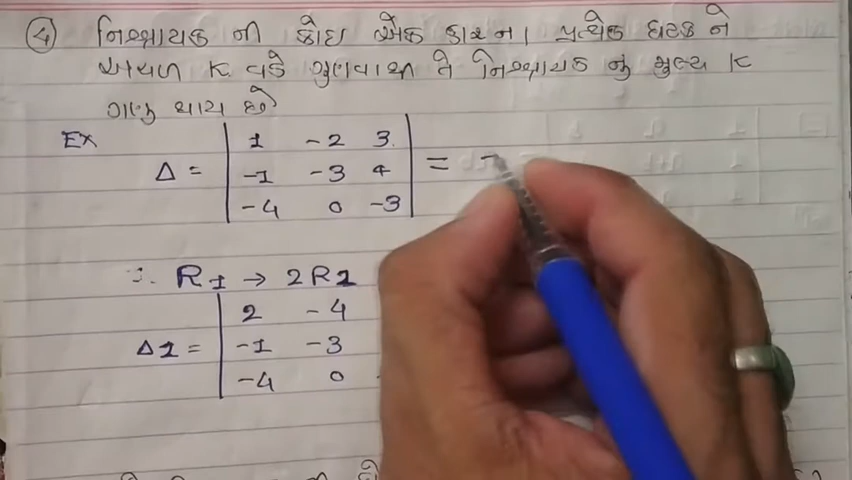 ④ નિશ્ચાયક ની કોઇ એક હારના પ્રત્યેક ઘટક ને
અચળ K વડે ગુણવાથી તે નિશ્ચાયક નું મુલ્ય K
ગણુ થાય છે
Ex
Δ = | 1 -2 3 |
| -1 -3 4 | = -
| -4 0 -3 |
∴ R1 → 2R1
Δ1 = | 2 -4
| -1 -3
| -4 0